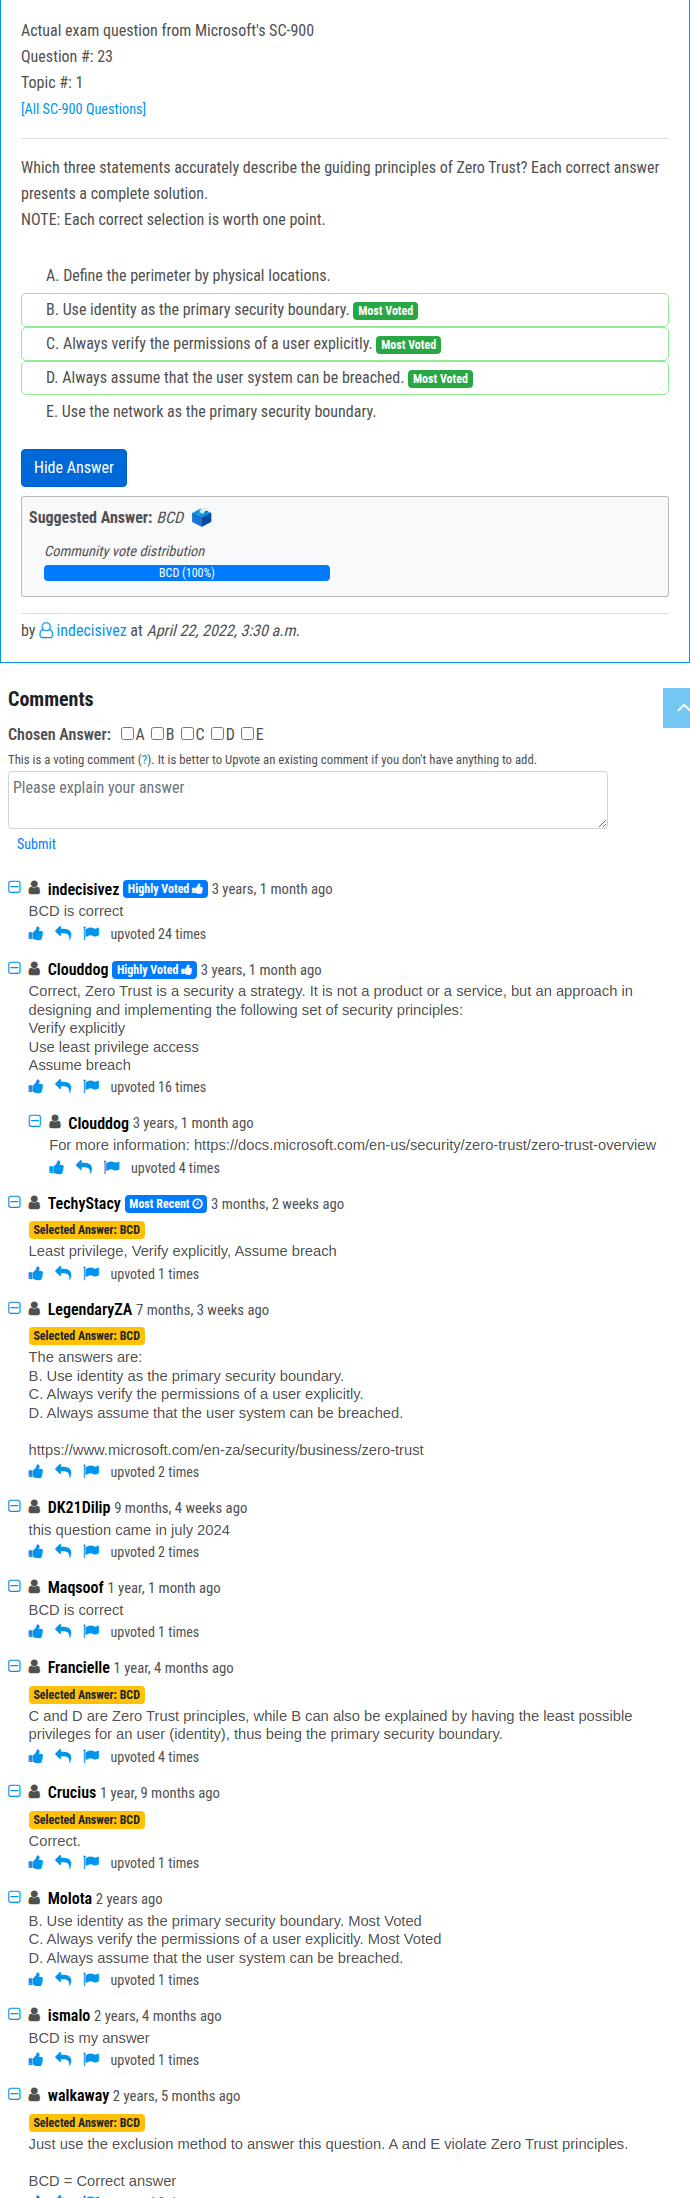 Actual exam question from Microsoft's SC-900
Question #: 23
Topic #: 1
[All SC-900 Questions]
Which three statements accurately describe the guiding principles of Zero Trust? Each correct answer
presents a complete solution.
NOTE: Each correct selection is worth one point.
A. Define the perimeter by physical locations.
B. Use identity as the primary security boundary. Most Voted
C. Always verify the permissions of a user explicitly. Most Voted
D. Always assume that the user system can be breached. Most Voted
E. Use the network as the primary security boundary.
Hide Answer
Suggested Answer: BCD
Community vote distribution
BCD (100%)
by indecisivez at April 22, 2022, 3:30 a.m.
Comments
Chosen Answer: A B C D E
This is a voting comment (?). It is better to Upvote an existing comment if you don't have anything to add.
Please explain your answer
Submit
indecisivez Highly Voted 3 years, 1 month ago
BCD is correct
upvoted 24 times
Clouddog Highly Voted 3 years, 1 month ago
Correct, Zero Trust is a security a strategy. It is not a product or a service, but an approach in
designing and implementing the following set of security principles:
Verify explicitly
Use least privilege access
Assume breach
upvoted 16 times
Clouddog 3 years, 1 month ago
For more information: https://docs.microsoft.com/en-us/security/zero-trust/zero-trust-overview
upvoted 4 times
TechyStacy Most Recent 3 months, 2 weeks ago
Selected Answer: BCD
Least privilege, Verify explicitly, Assume breach
upvoted 1 times
LegendaryZA 7 months, 3 weeks ago
Selected Answer: BCD
The answers are:
B. Use identity as the primary security boundary.
C. Always verify the permissions of a user explicitly.
D. Always assume that the user system can be breached.
https://www.microsoft.com/en-za/security/business/zero-trust
upvoted 2 times
DK21Dilip 9 months, 4 weeks ago
this question came in july 2024
upvoted 2 times
Maqsoof 1 year, 1 month ago
BCD is correct
upvoted 1 times
Francielle 1 year, 4 months ago
Selected Answer: BCD
C and D are Zero Trust principles, while B can also be explained by having the least possible
privileges for an user (identity), thus being the primary security boundary.
upvoted 4 times
Crucius 1 year, 9 months ago
Selected Answer: BCD
Correct.
upvoted 1 times
Molota 2 years ago
B. Use identity as the primary security boundary. Most Voted
C. Always verify the permissions of a user explicitly. Most Voted
D. Always assume that the user system can be breached.
upvoted 1 times
ismalo 2 years, 4 months ago
BCD is my answer
upvoted 1 times
walkaway 2 years, 5 months ago
Selected Answer: BCD
Just use the exclusion method to answer this question. A and E violate Zero Trust principles.
BCD = Correct answer